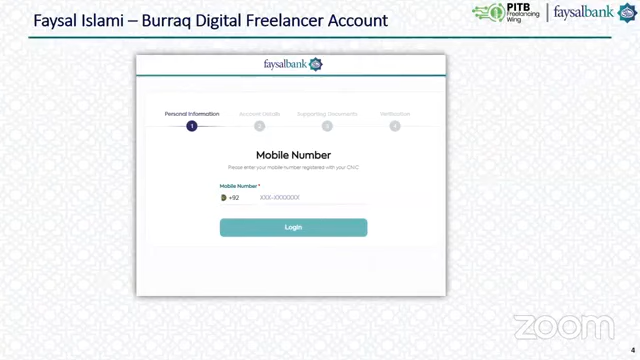 Faysal Islami – Burraq Digital Freelancer Account
PITB
Freelancing
Wing
faysalbank
faysalbank
Personal Information
Account Details
Supporting Documents
Verification
1
2
3
4
Mobile Number
Please enter your mobile number registered with your CNIC
Mobile Number *
+92
XXX-XXXXXXX
Login
zoom
4